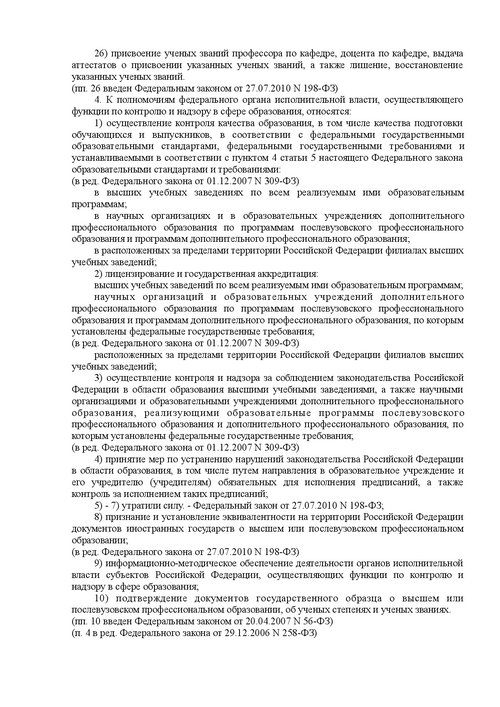 26) присвоение ученых званий профессора по кафедре, доцента по кафедре, выдача
аттестатов о присвоении указанных ученых званий, а также лишение, восстановление
указанных ученых званий.
(пп. 26 введен Федеральным законом от 27.07.2010 N 198-ФЗ)
4. К полномочиям федерального органа исполнительной власти, осуществляющего
функции по контролю и надзору в сфере образования, относятся:
1) осуществление контроля качества образования, в том числе качества подготовки
обучающихся и выпускников, в соответствии с федеральными государственными
образовательными стандартами, федеральными государственными требованиями и
устанавливаемыми в соответствии с пунктом 4 статьи 5 настоящего Федерального закона
образовательными стандартами и требованиями:
(в ред. Федерального закона от 01.12.2007 N 309-ФЗ)
в высших учебных заведениях по всем реализуемым ими образовательным
программам;
в научных организациях и в образовательных учреждениях дополнительного
профессионального образования по программам послевузовского профессионального
образования и программам дополнительного профессионального образования;
в расположенных за пределами территории Российской Федерации филиалах высших
учебных заведений;
2) лицензирование и государственная аккредитация:
высших учебных заведений по всем реализуемым ими образовательным программам;
научных организаций и образовательных учреждений дополнительного
профессионального образования по программам послевузовского профессионального
образования и программам дополнительного профессионального образования, по которым
установлены федеральные государственные требования;
(в ред. Федерального закона от 01.12.2007 N 309-ФЗ)
расположенных за пределами территории Российской Федерации филиалов высших
учебных заведений;
3) осуществление контроля и надзора за соблюдением законодательства Российской
Федерации в области образования высшими учебными заведениями, а также научными
организациями и образовательными учреждениями дополнительного профессионального
образования, реализующими образовательные программы послевузовского
профессионального образования и дополнительного профессионального образования, по
которым установлены федеральные государственные требования;
(в ред. Федерального закона от 01.12.2007 N 309-ФЗ)
4) принятие мер по устранению нарушений законодательства Российской Федерации
в области образования, в том числе путем направления в образовательное учреждение и
его учредителю (учредителям) обязательных для исполнения предписаний, а также
контроль за исполнением таких предписаний;
5) - 7) утратили силу. - Федеральный закон от 27.07.2010 N 198-ФЗ;
8) признание и установление эквивалентности на территории Российской Федерации
документов иностранных государств о высшем или послевузовском профессиональном
образовании;
(в ред. Федерального закона от 27.07.2010 N 198-ФЗ)
9) информационно-методическое обеспечение деятельности органов исполнительной
власти субъектов Российской Федерации, осуществляющих функции по контролю и
надзору в сфере образования;
10) подтверждение документов государственного образца о высшем или
послевузовском профессиональном образовании, об ученых степенях и ученых званиях.
(пп. 10 введен Федеральным законом от 20.04.2007 N 56-ФЗ)
(п. 4 в ред. Федерального закона от 29.12.2006 N 258-ФЗ)